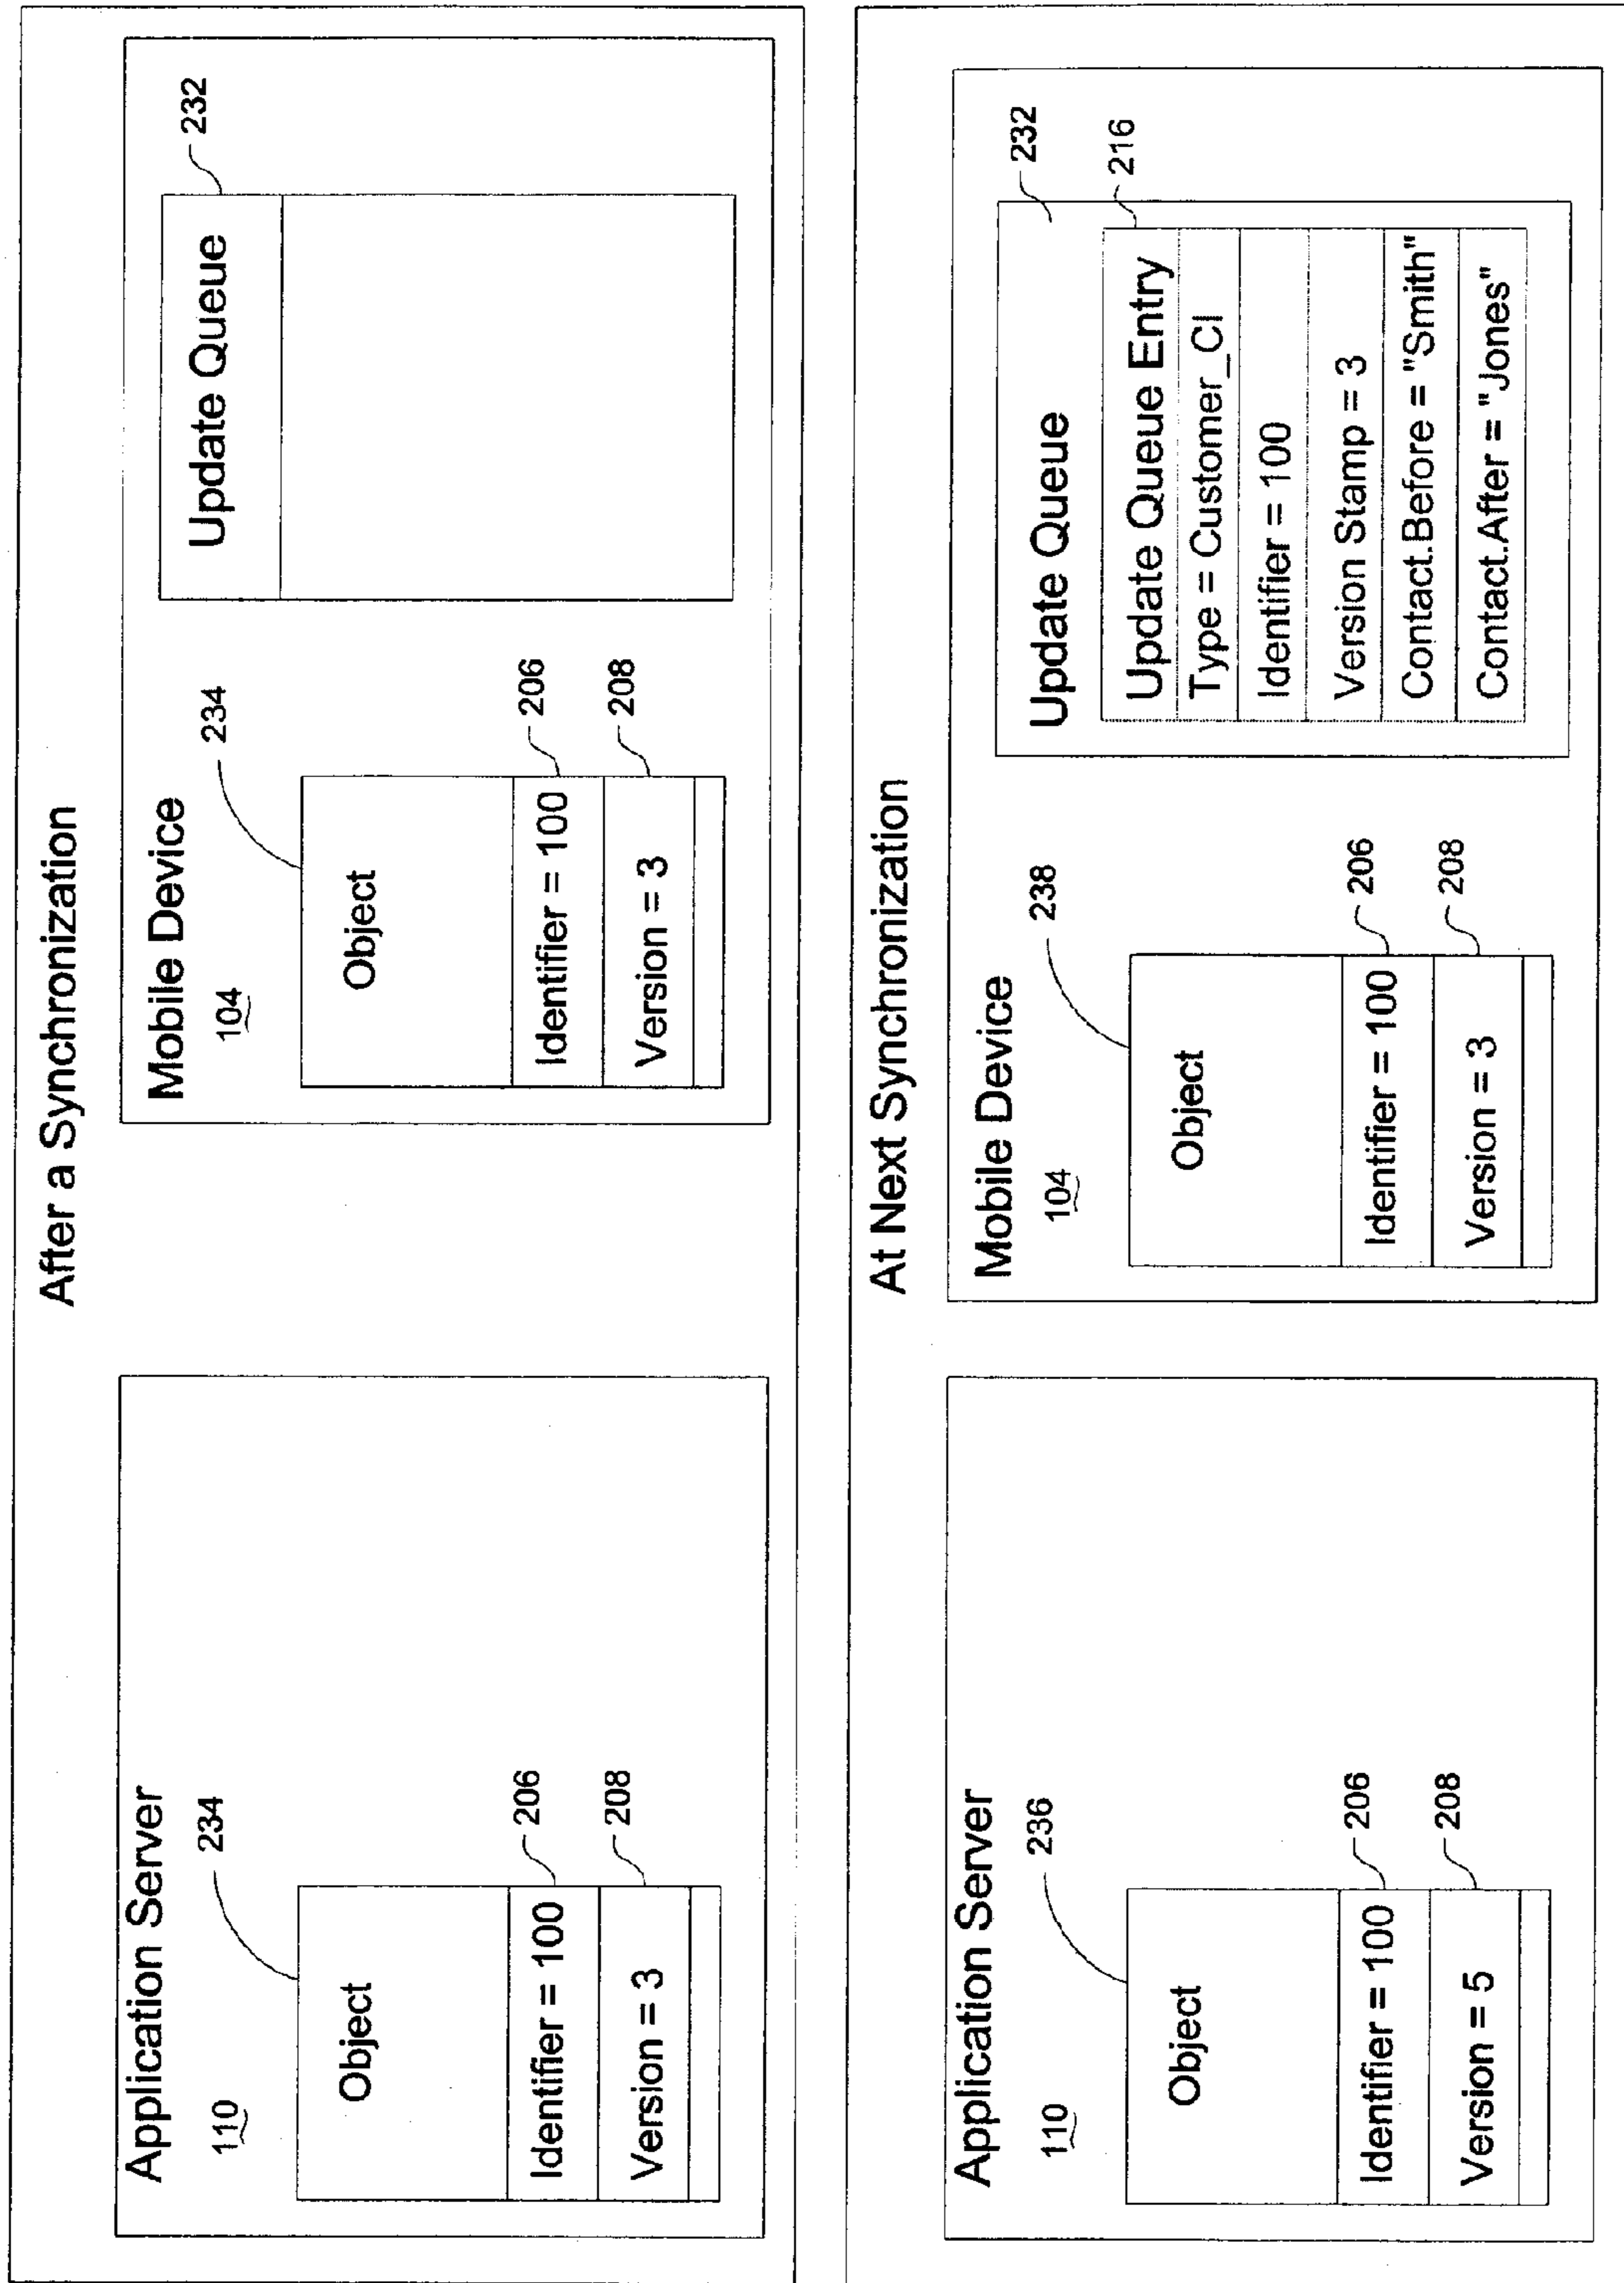 After a Synchronization
Application Server
110
234
Object
Identifier = 100
206
Version = 3
208
Mobile Device
104
234
Object
Identifier = 100
206
Version = 3
208
Update Queue
232
At Next Synchronization
Application Server
110
236
Object
Identifier = 100
206
Version = 5
208
Mobile Device
104
238
Object
Identifier = 100
206
Version = 3
208
Update Queue
232
Update Queue Entry
216
Type = Customer_CI
Identifier = 100
Version Stamp = 3
Contact.Before = "Smith"
Contact.After = "Jones"